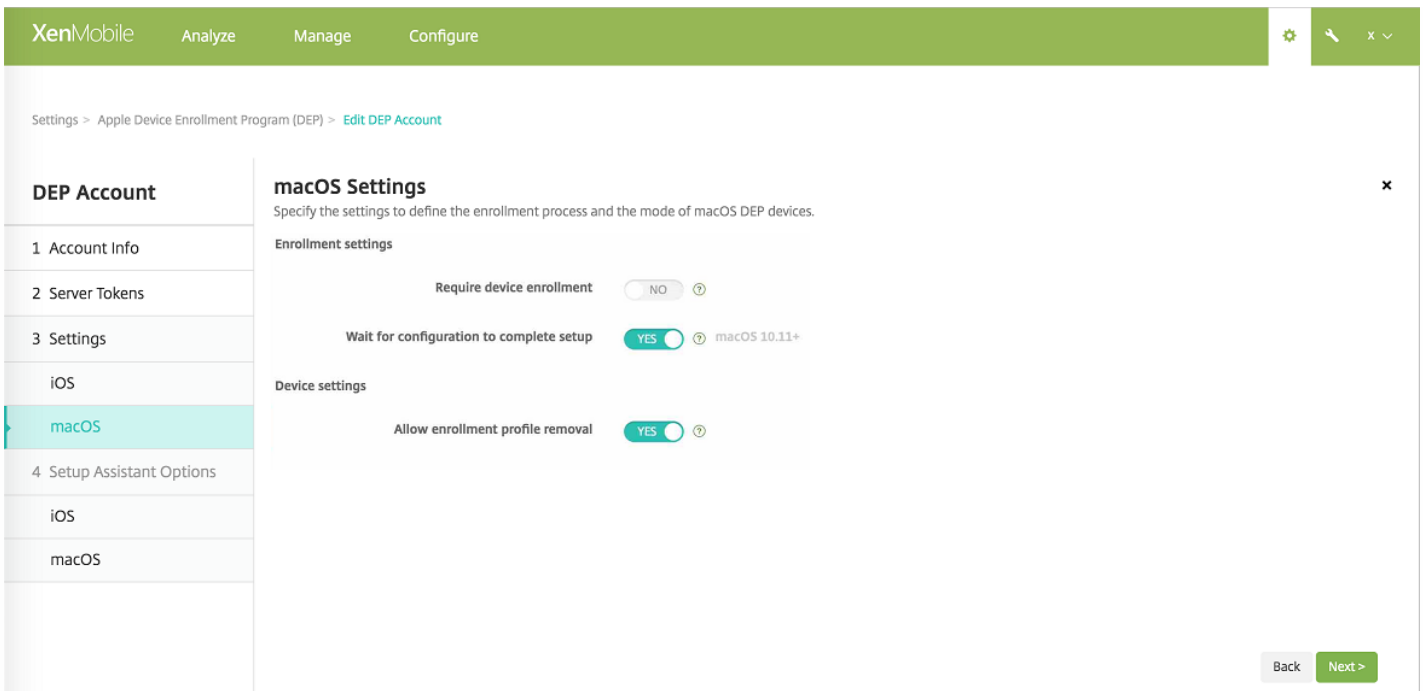 XenMobile Analyze Manage Configure X
Settings > Apple Device Enrollment Program (DEP) > Edit DEP Account
DEP Account
1 Account Info
2 Server Tokens
3 Settings
iOS
macOS
4 Setup Assistant Options
iOS
macOS
macOS Settings
Specify the settings to define the enrollment process and the mode of macOS DEP devices.
Enrollment settings
Require device enrollment NO ?
Wait for configuration to complete setup YES ? macOS 10.11+
Device settings
Allow enrollment profile removal YES ?
Back Next >